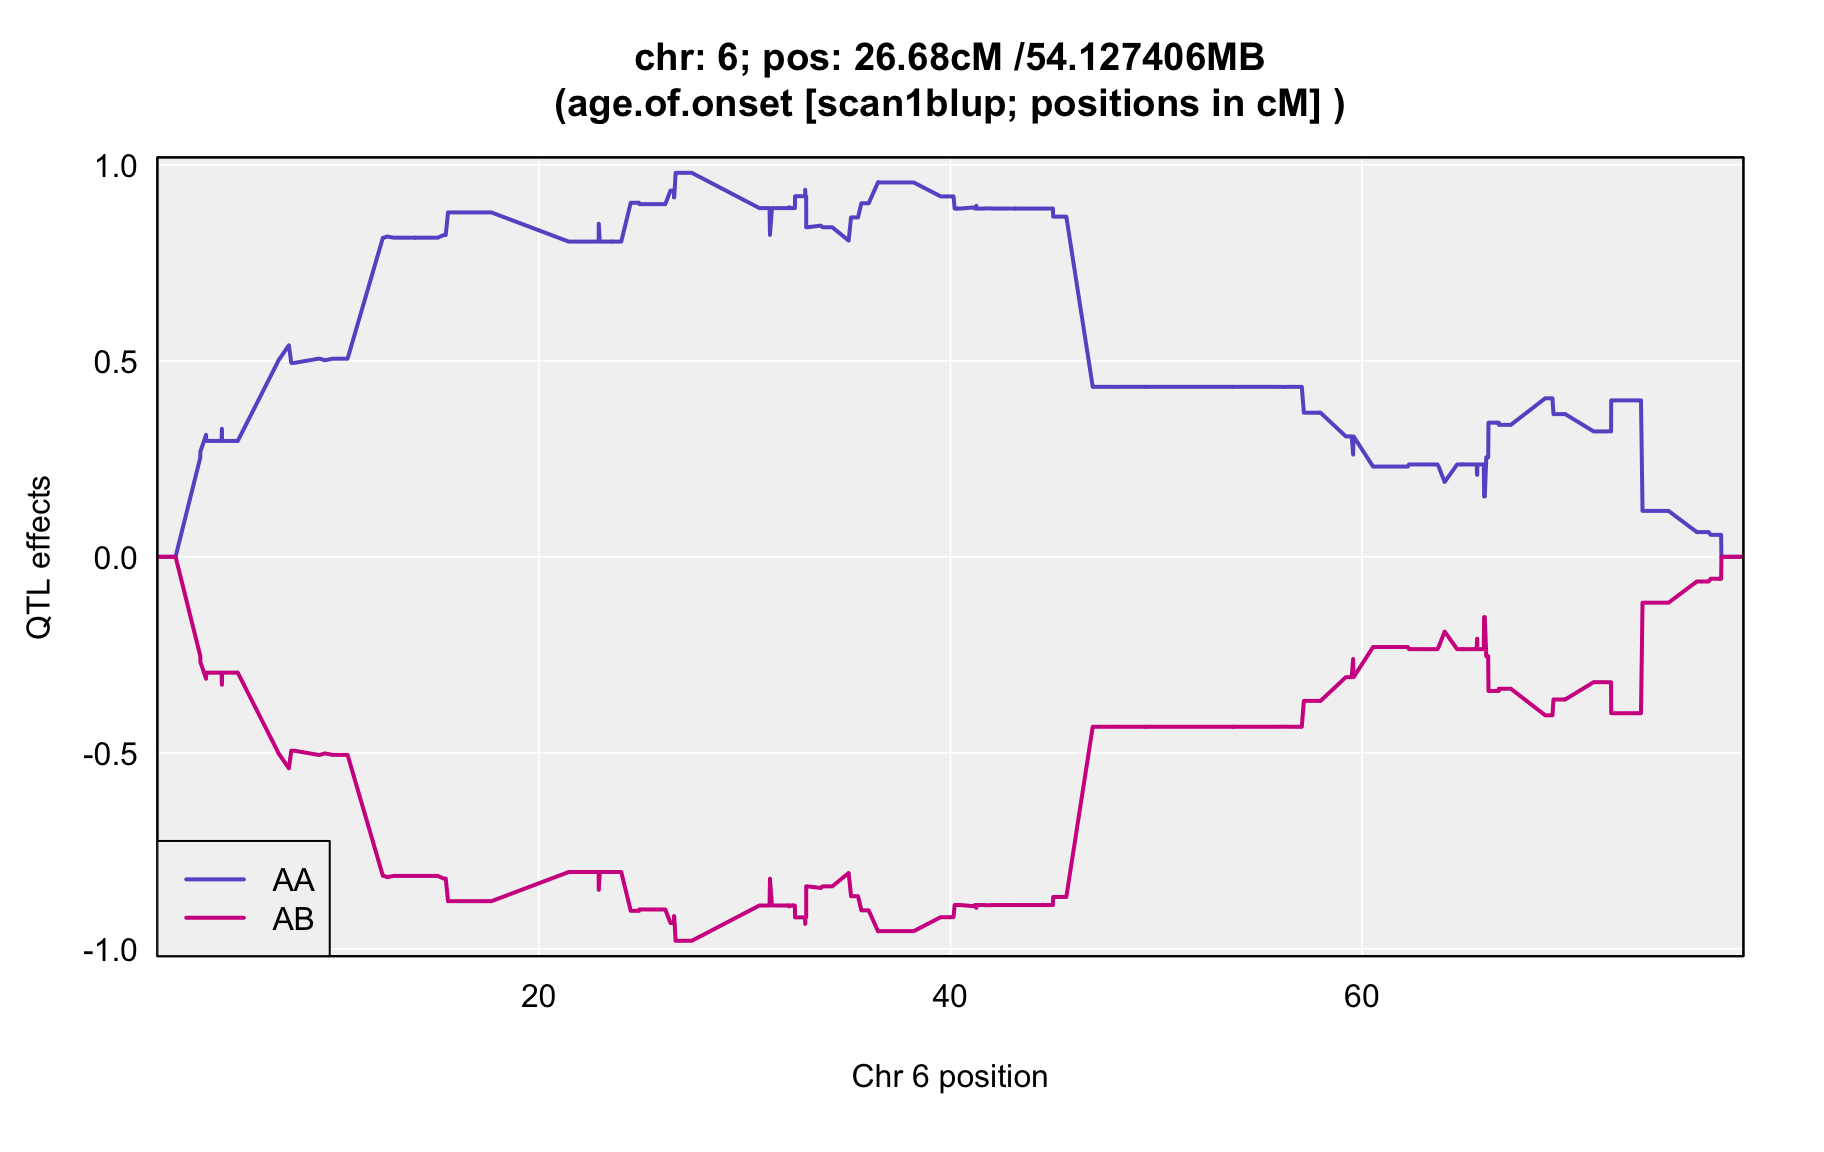 chr: 6; pos: 26.68cM /54.127406MB
(age.of.onset [scan1blup; positions in cM] )
1.0
0.5
0.0
-0.5
-1.0
QTL effects
AA
AB
20
40
60
Chr 6 position